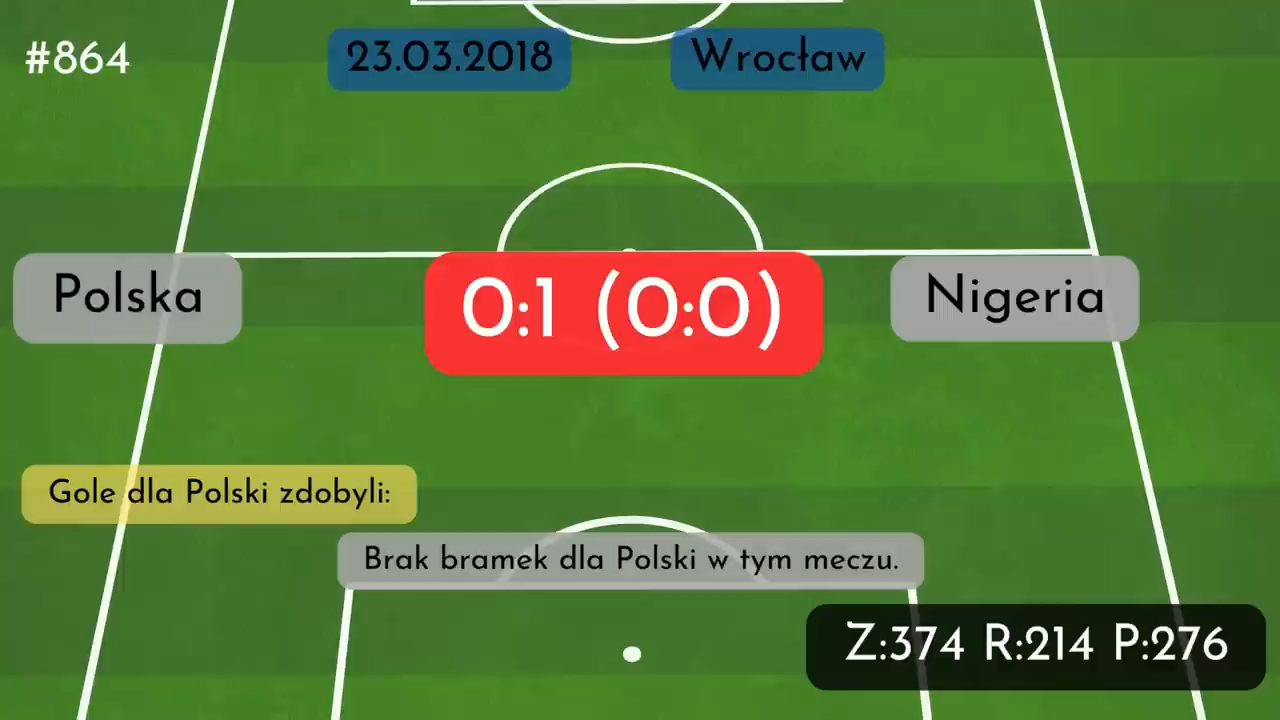 #864
23.03.2018
Wrocław
Polska
0:1 (0:0)
Nigeria
Gole dla Polski zdobyli:
Brak bramek dla Polski w tym meczu.
Z:374 R:214 P:276